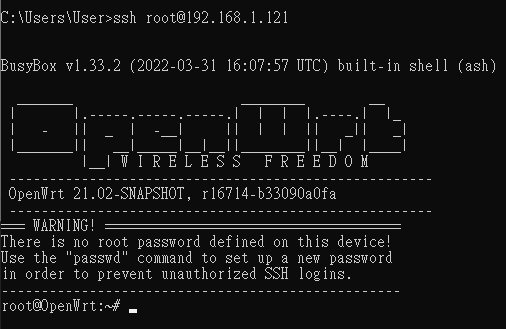 C:\Users\User>ssh root@192.168.1.121
BusyBox v1.33.2 (2022-03-31 16:07:57 UTC) built-in shell (ash)
OpenWrt
W I R E L E S S   F R E E D O M
-----------------------------------------------------
OpenWrt 21.02-SNAPSHOT, r16714-b33090a0fa
-----------------------------------------------------
=== WARNING! =====================================
There is no root password defined on this device!
Use the "passwd" command to set up a new password
in order to prevent unauthorized SSH logins.
--------------------------------------------------
root@OpenWrt:~#